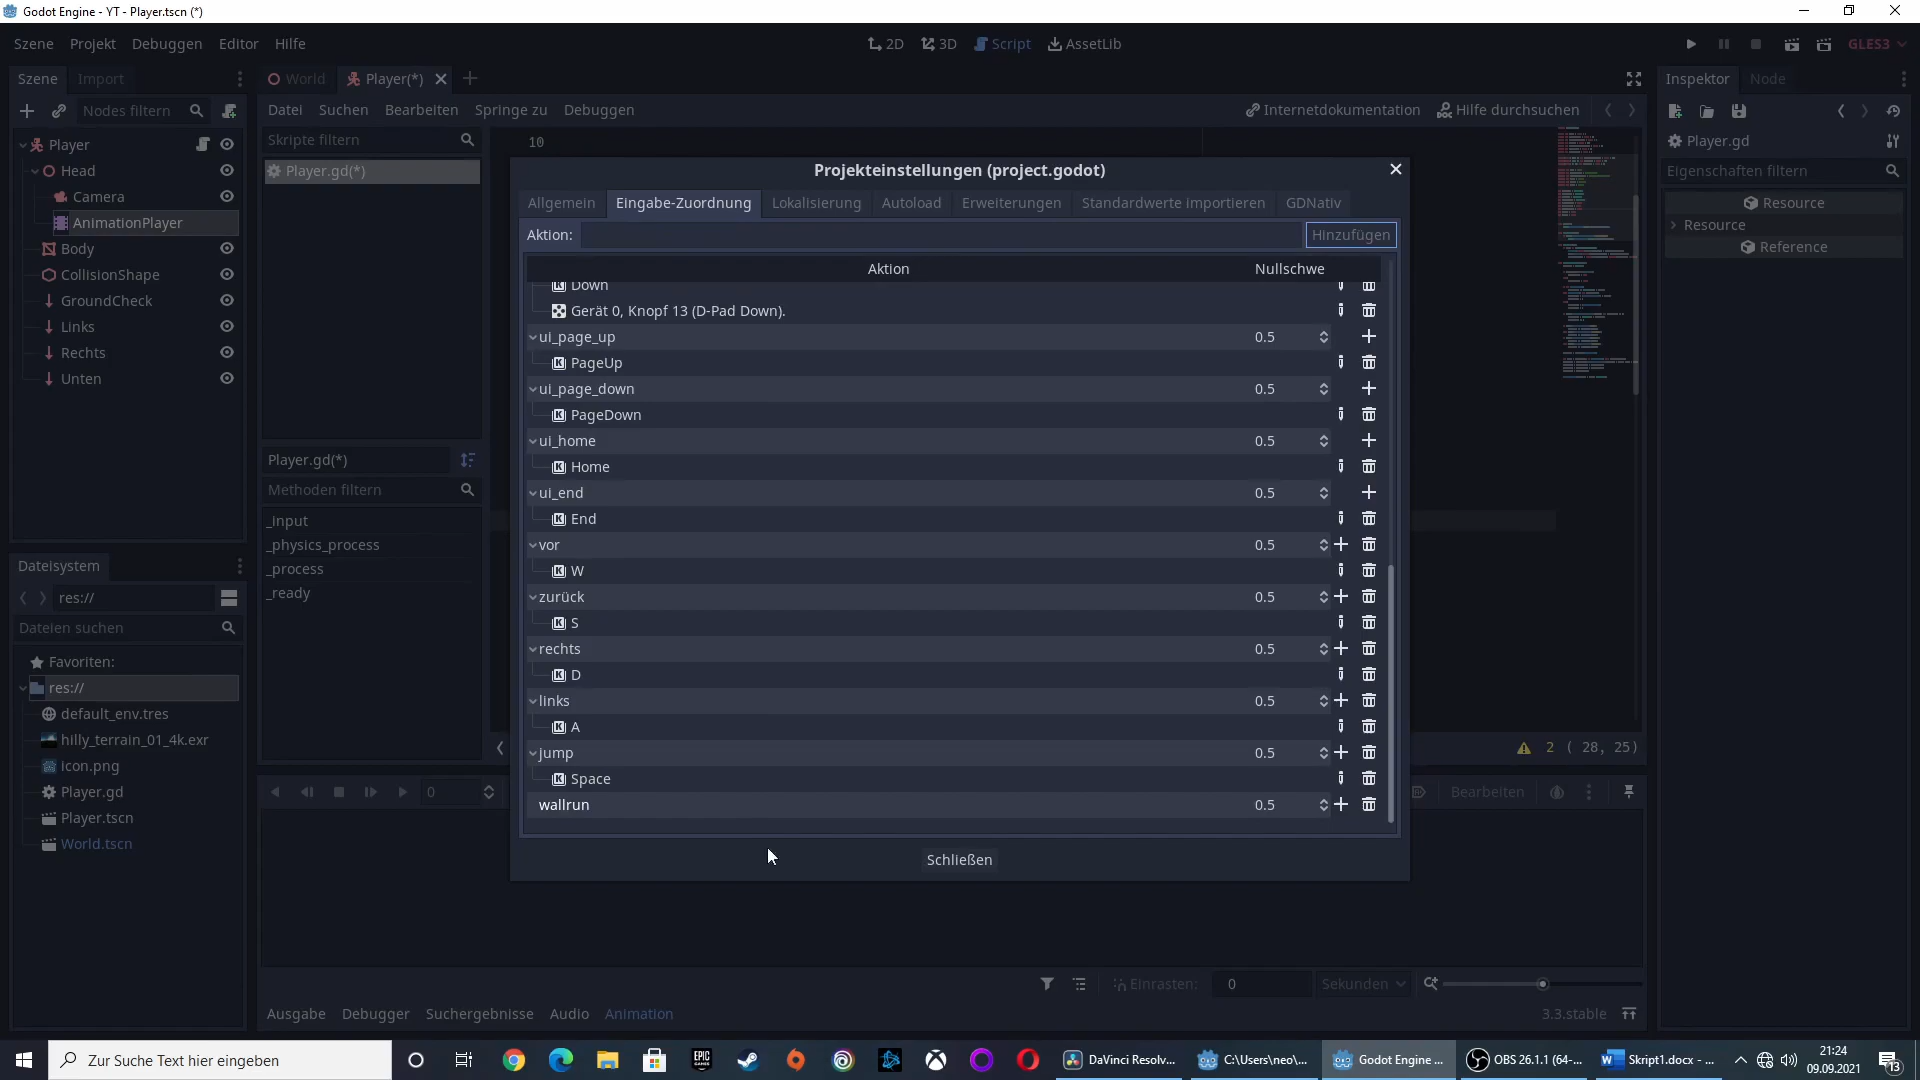 Godot Engine - YT - Player.tscn (*)
Szene Projekt Debuggen Editor Hilfe
2D 3D Script AssetLib
GLES3
Szene Import
World Player(*)
Inspektor Node
Nodes filtern
Datei Suchen Bearbeiten Springe zu Debuggen
Internetdokumentation Hilfe durchsuchen
Skripte filtern
10
Player.gd
Player
Head
Camera
AnimationPlayer
Body
CollisionShape
GroundCheck
Links
Rechts
Unten
Player.gd(*)
Eigenschaften filtern
Resource
Resource
Reference
Projekteinstellungen (project.godot)
Allgemein Eingabe-Zuordnung Lokalisierung Autoload Erweiterungen Standardwerte importieren GDNativ
Aktion: Hinzufügen
Aktion Nullschwe
Down
Gerät 0, Knopf 13 (D-Pad Down).
ui_page_up 0.5
PageUp
ui_page_down 0.5
PageDown
ui_home 0.5
Home
ui_end 0.5
End
vor 0.5
W
zurück 0.5
S
rechts 0.5
D
links 0.5
A
jump 0.5
Space
wallrun 0.5
Schließen
Player.gd(*)
Methoden filtern
_input
_physics_process
_process
_ready
Dateisystem
res://
Dateien suchen
Favoriten:
res://
default_env.tres
hilly_terrain_01_4k.exr
icon.png
Player.gd
Player.tscn
World.tscn
2 ( 28, 25)
0
Bearbeiten
Einrasten: 0 Sekunden
Ausgabe Debugger Suchergebnisse Audio Animation
3.3.stable
Zur Suche Text hier eingeben
EPIC GAMES
DaVinci Resolv...
C:\Users\neo\...
Godot Engine ...
OBS 26.1.1 (64-...
Skript1.docx - ...
21:24
09.09.2021
13